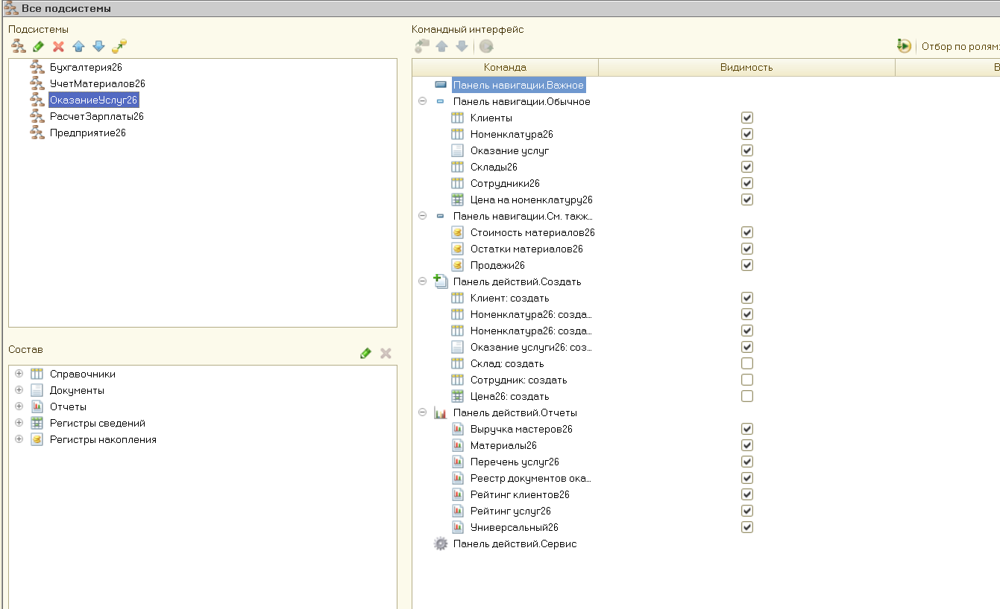 Все подсистемы
Подсистемы
Бухгалтерия26
УчетМатериалов26
ОказаниеУслуг26
РасчетЗарплаты26
Предприятие26
Состав
Справочники
Документы
Отчеты
Регистры сведений
Регистры накопления
Командный интерфейс
Отбор по ролям:
Команда Видимость В
Панель навигации.Важное
Панель навигации.Обычное
Клиенты
Номенклатура26
Оказание услуг
Склады26
Сотрудники26
Цена на номенклатуру26
Панель навигации.См. такж...
Стоимость материалов26
Остатки материалов26
Продажи26
Панель действий.Создать
Клиент: создать
Номенклатура26: созда...
Номенклатура26: созда...
Оказание услуги26: соз...
Склад: создать
Сотрудник: создать
Цена26: создать
Панель действий.Отчеты
Выручка мастеров26
Материалы26
Перечень услуг26
Реестр документов ока...
Рейтинг клиентов26
Рейтинг услуг26
Универсальный26
Панель действий.Сервис